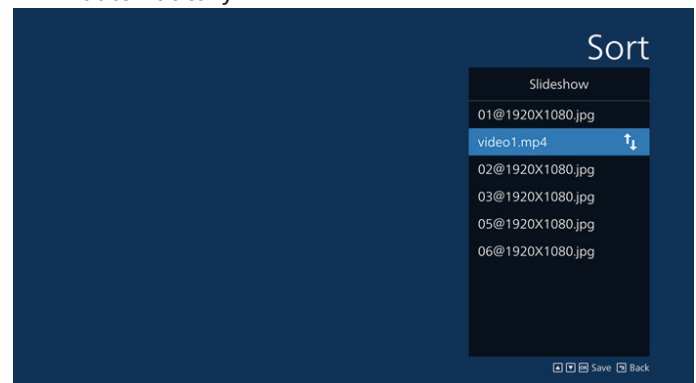 Sort
Slideshow
01@1920X1080.jpg
video1.mp4
02@1920X1080.jpg
03@1920X1080.jpg
05@1920X1080.jpg
06@1920X1080.jpg
OK Save Back